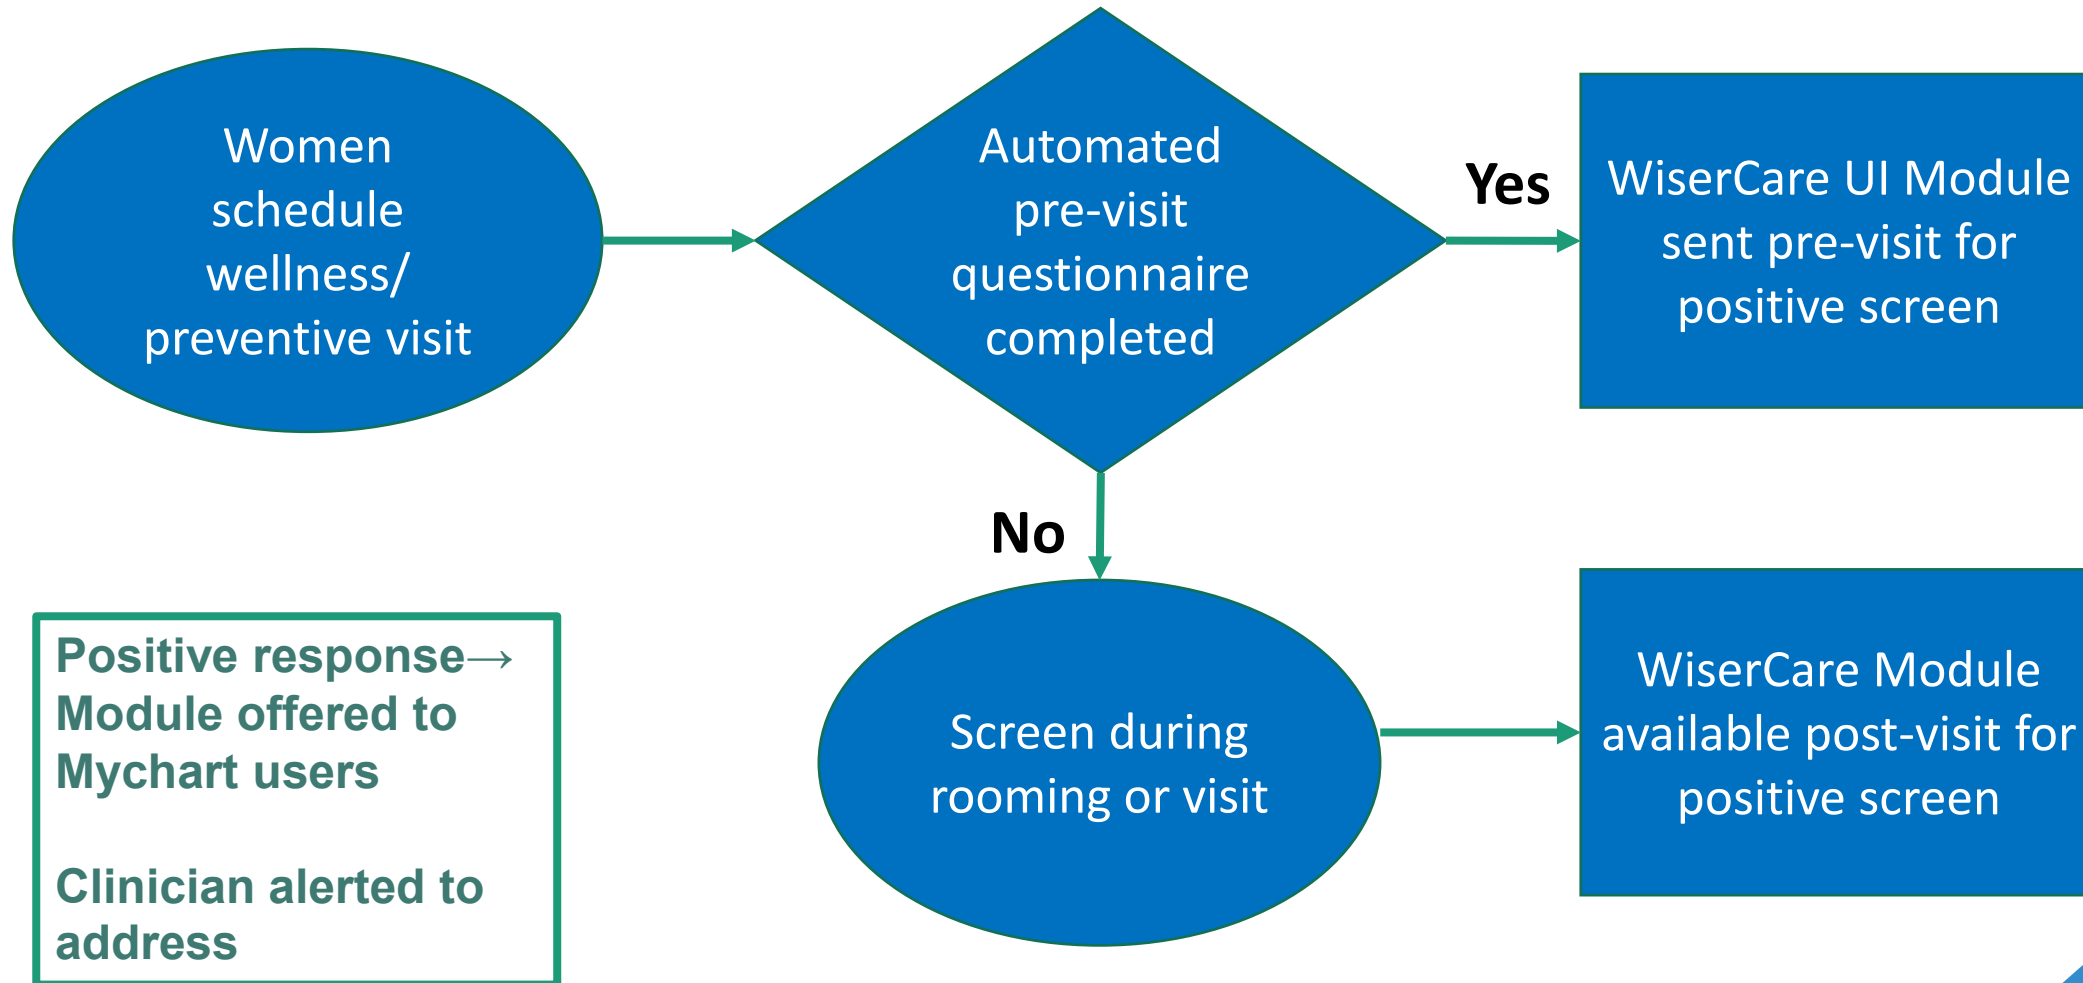 Women
schedule
wellness/
preventive visit
Automated
pre-visit
questionnaire
completed
Yes
WiserCare UI Module
sent pre-visit for
positive screen
No
Screen during
rooming or visit
WiserCare Module
available post-visit for
positive screen
Positive response→
Module offered to
Mychart users
Clinician alerted to
address